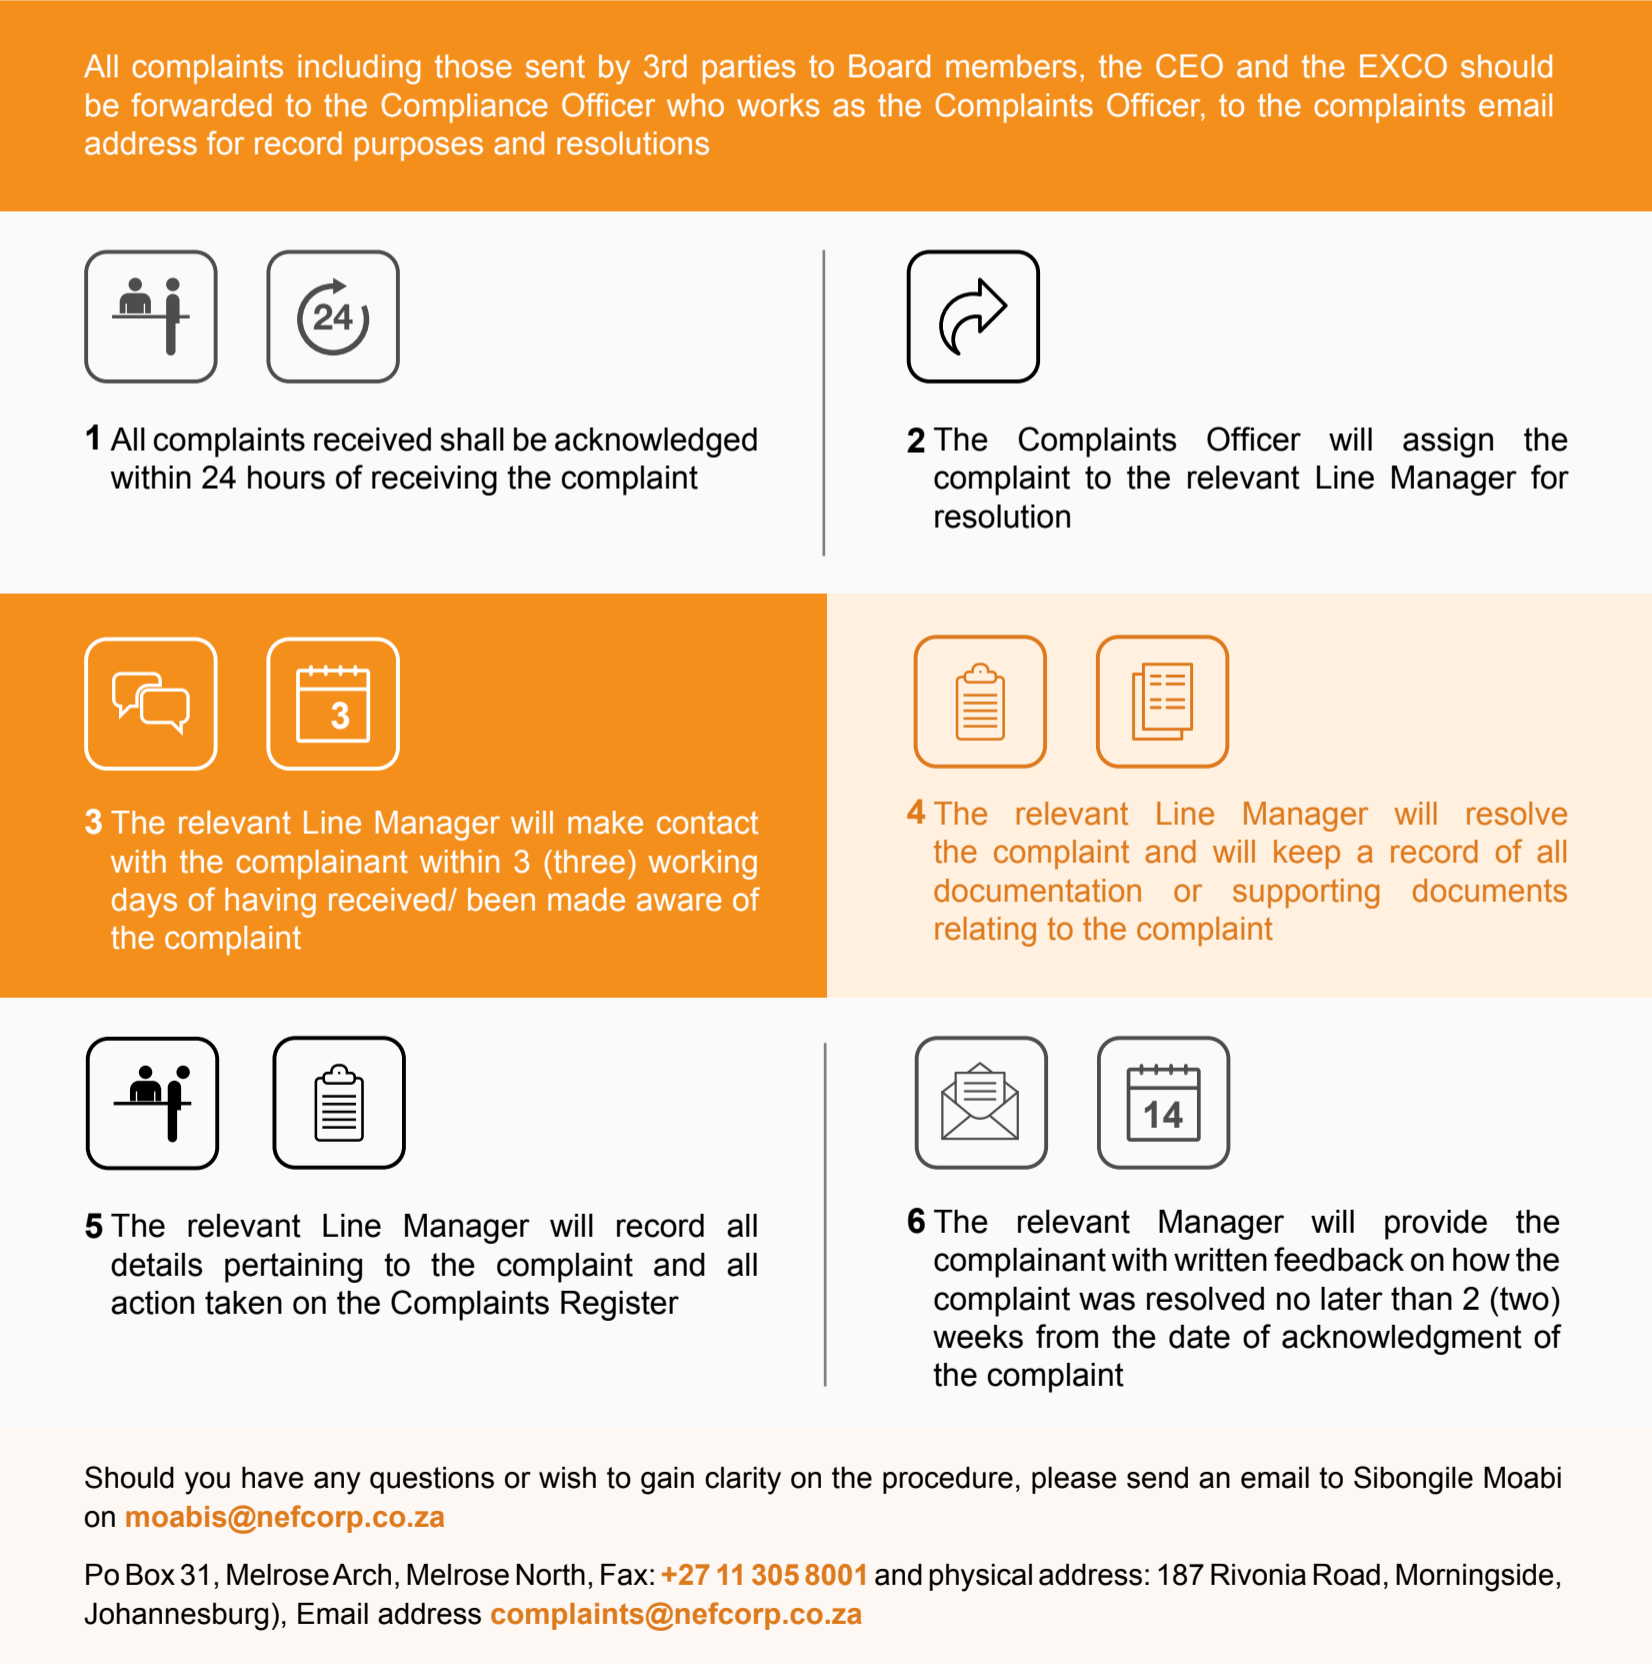 All complaints including those sent by 3rd parties to Board members, the CEO and the EXCO should
be forwarded to the Compliance Officer who works as the Complaints Officer, to the complaints email
address for record purposes and resolutions
24
1 All complaints received shall be acknowledged
within 24 hours of receiving the complaint
2 The Complaints Officer will assign the
complaint to the relevant Line Manager for
resolution
3
3 The relevant Line Manager will make contact
with the complainant within 3 (three) working
days of having received/ been made aware of
the complaint
4 The relevant Line Manager will resolve
the complaint and will keep a record of all
documentation or supporting documents
relating to the complaint
5 The relevant Line Manager will record all
details pertaining to the complaint and all
action taken on the Complaints Register
14
6 The relevant Manager will provide the
complainant with written feedback on how the
complaint was resolved no later than 2 (two)
weeks from the date of acknowledgment of
the complaint
Should you have any questions or wish to gain clarity on the procedure, please send an email to Sibongile Moabi
on moabis@nefcorp.co.za
Po Box 31, Melrose Arch, Melrose North, Fax: +27 11 305 8001 and physical address: 187 Rivonia Road, Morningside,
Johannesburg), Email address complaints@nefcorp.co.za